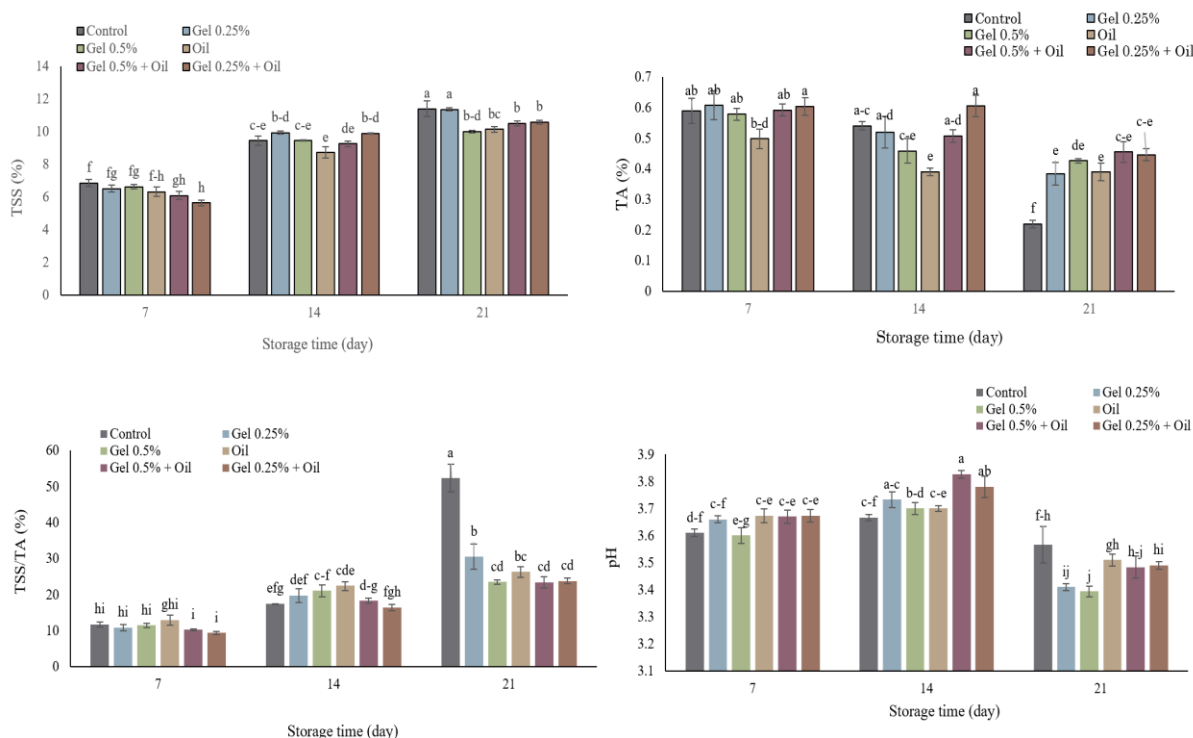 Control Gel 0.25%
Gel 0.5% Oil
Gel 0.5% + Oil Gel 0.25% + Oil
TSS (%)
14
12
10
8
6
4
2
0
f fg fg f-h gh h
c-e b-d c-e e de b-d
a a b-d bc b b
7 14 21
Storage time (day)
Control Gel 0.25%
Gel 0.5% Oil
Gel 0.5% + Oil Gel 0.25% + Oil
TA (%)
0.7
0.6
0.5
0.4
0.3
0.2
0.1
0
ab ab ab b-d ab a
a-c a-d c-e e a-d a
f e de e c-e c-e
7 14 21
Storage time (day)
Control Gel 0.25%
Gel 0.5% Oil
Gel 0.5% + Oil Gel 0.25% + Oil
TSS/TA (%)
60
50
40
30
20
10
0
hi hi hi ghi i i
efg def c-f cde d-g fgh
a b cd bc cd cd
7 14 21
Storage time (day)
Control Gel 0.25%
Gel 0.5% Oil
Gel 0.5% + Oil Gel 0.25% + Oil
pH
3.9
3.8
3.7
3.6
3.5
3.4
3.3
3.2
3.1
d-f c-f e-g c-e c-e c-e
c-f a-c b-d c-e a ab
f-h ij j gh h-j hi
7 14 21
Storage time (day)